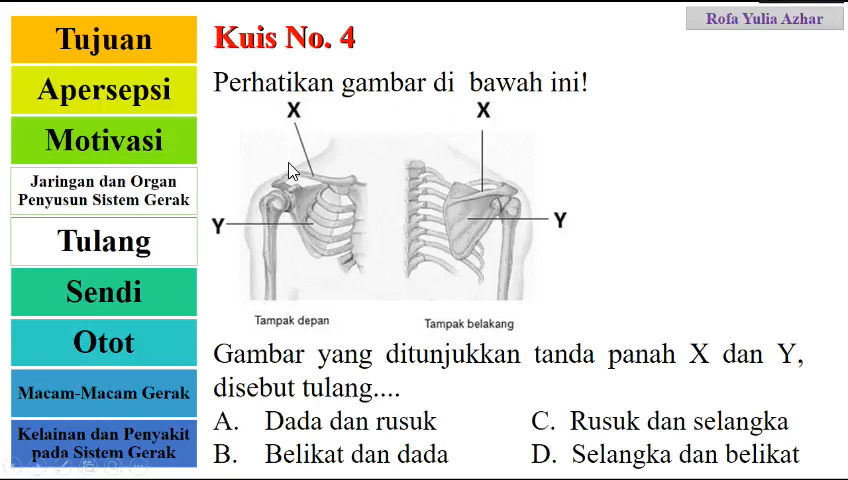 Rofa Yulia Azhar
Tujuan
Apersepsi
Motivasi
Jaringan dan Organ
Penyusun Sistem Gerak
Tulang
Sendi
Otot
Macam-Macam Gerak
Kelainan dan Penyakit
pada Sistem Gerak
Kuis No. 4
Perhatikan gambar di bawah ini!
X
X
Y
Y
Tampak depan
Tampak belakang
Gambar yang ditunjukkan tanda panah X dan Y,
disebut tulang....
A. Dada dan rusuk
B. Belikat dan dada
C. Rusuk dan selangka
D. Selangka dan belikat